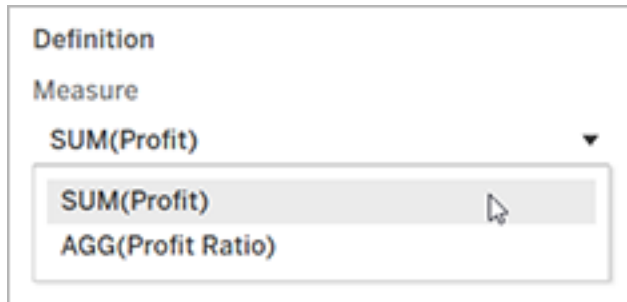 Definition
Measure
SUM(Profit)
SUM(Profit)
AGG(Profit Ratio)